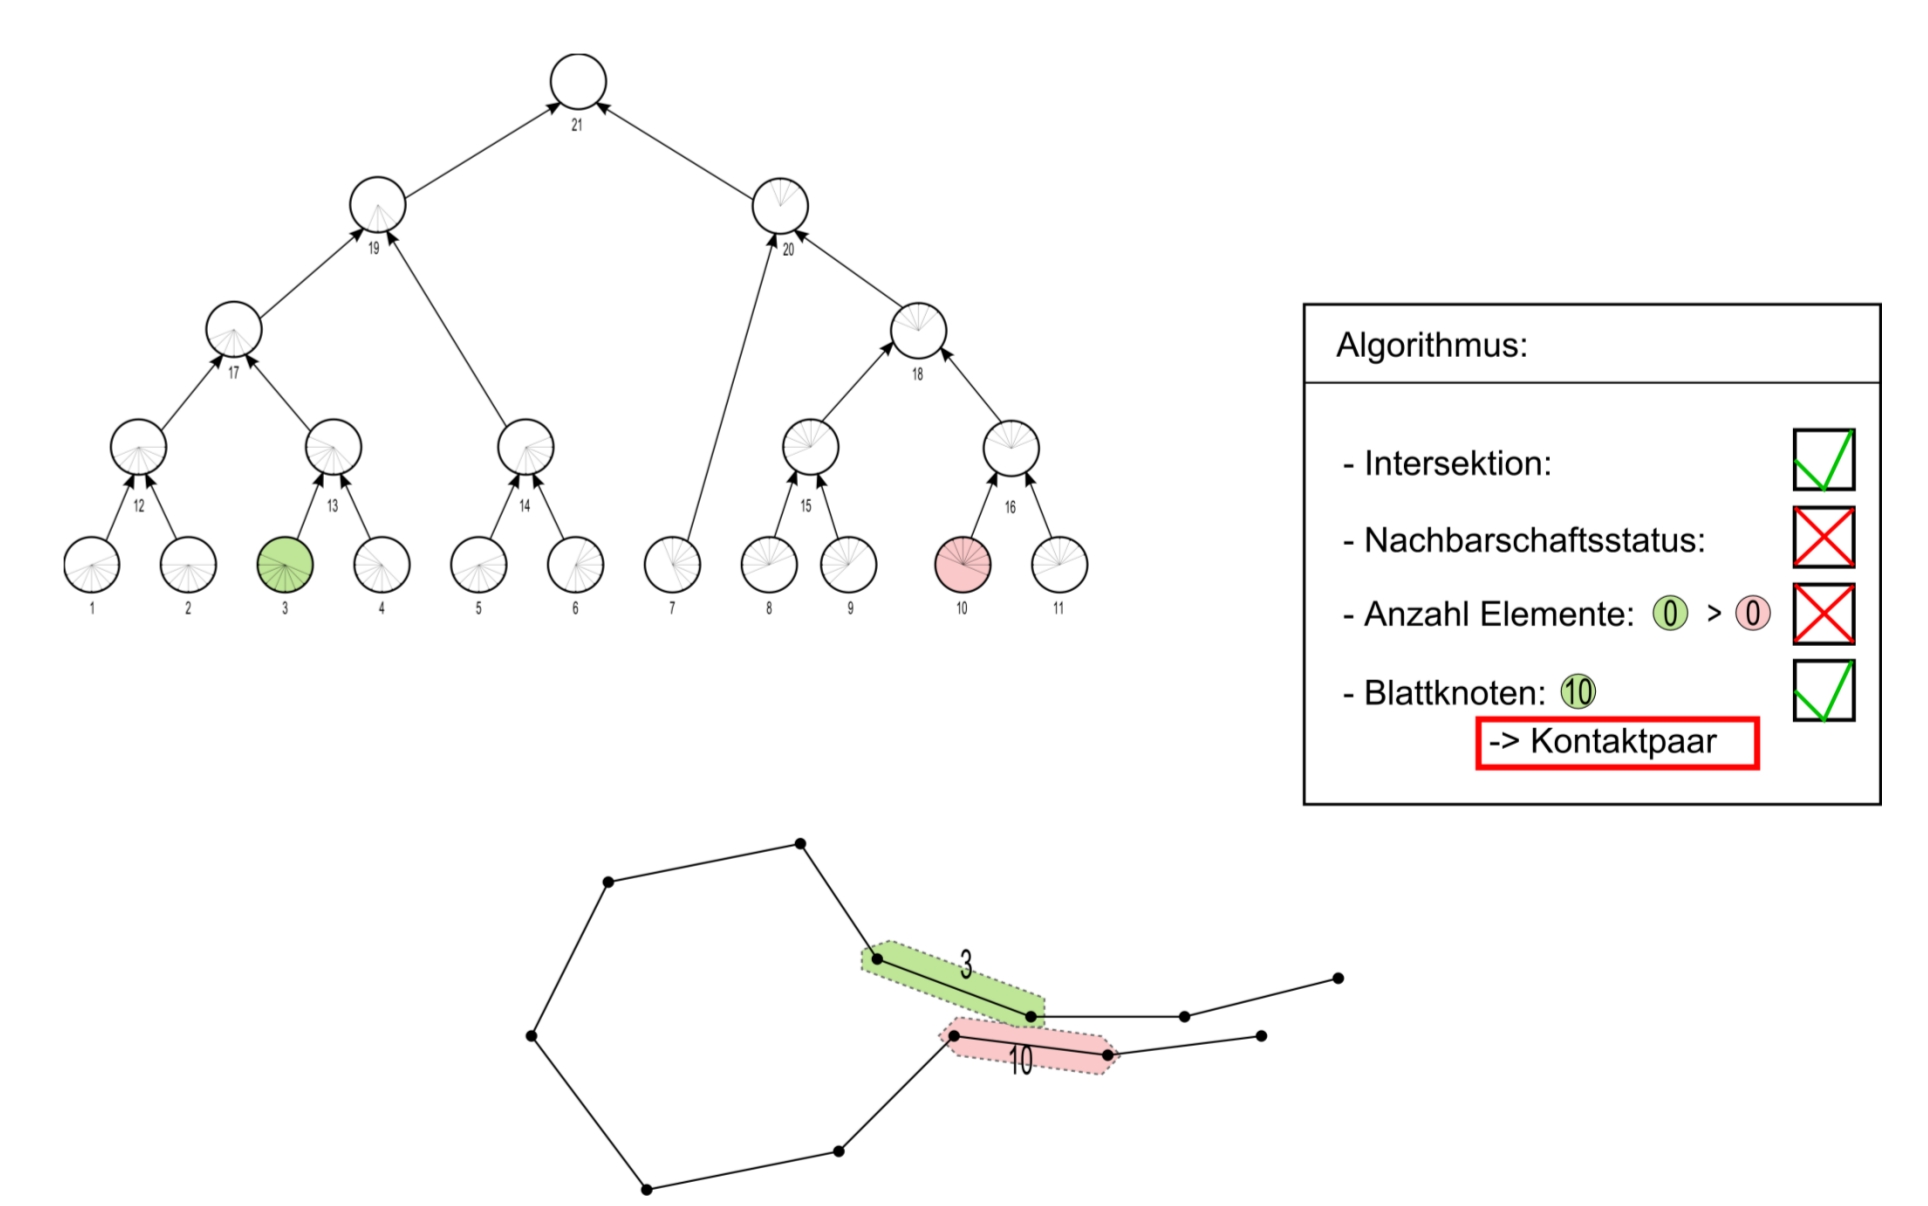 21
19
20
17
18
12
13
14
15
16
1 2 3 4 5 6 7 8 9 10 11
Algorithmus:
- Intersektion:
- Nachbarschaftsstatus:
- Anzahl Elemente: 0 > 0
- Blattknoten: 10
-> Kontaktpaar
3
10